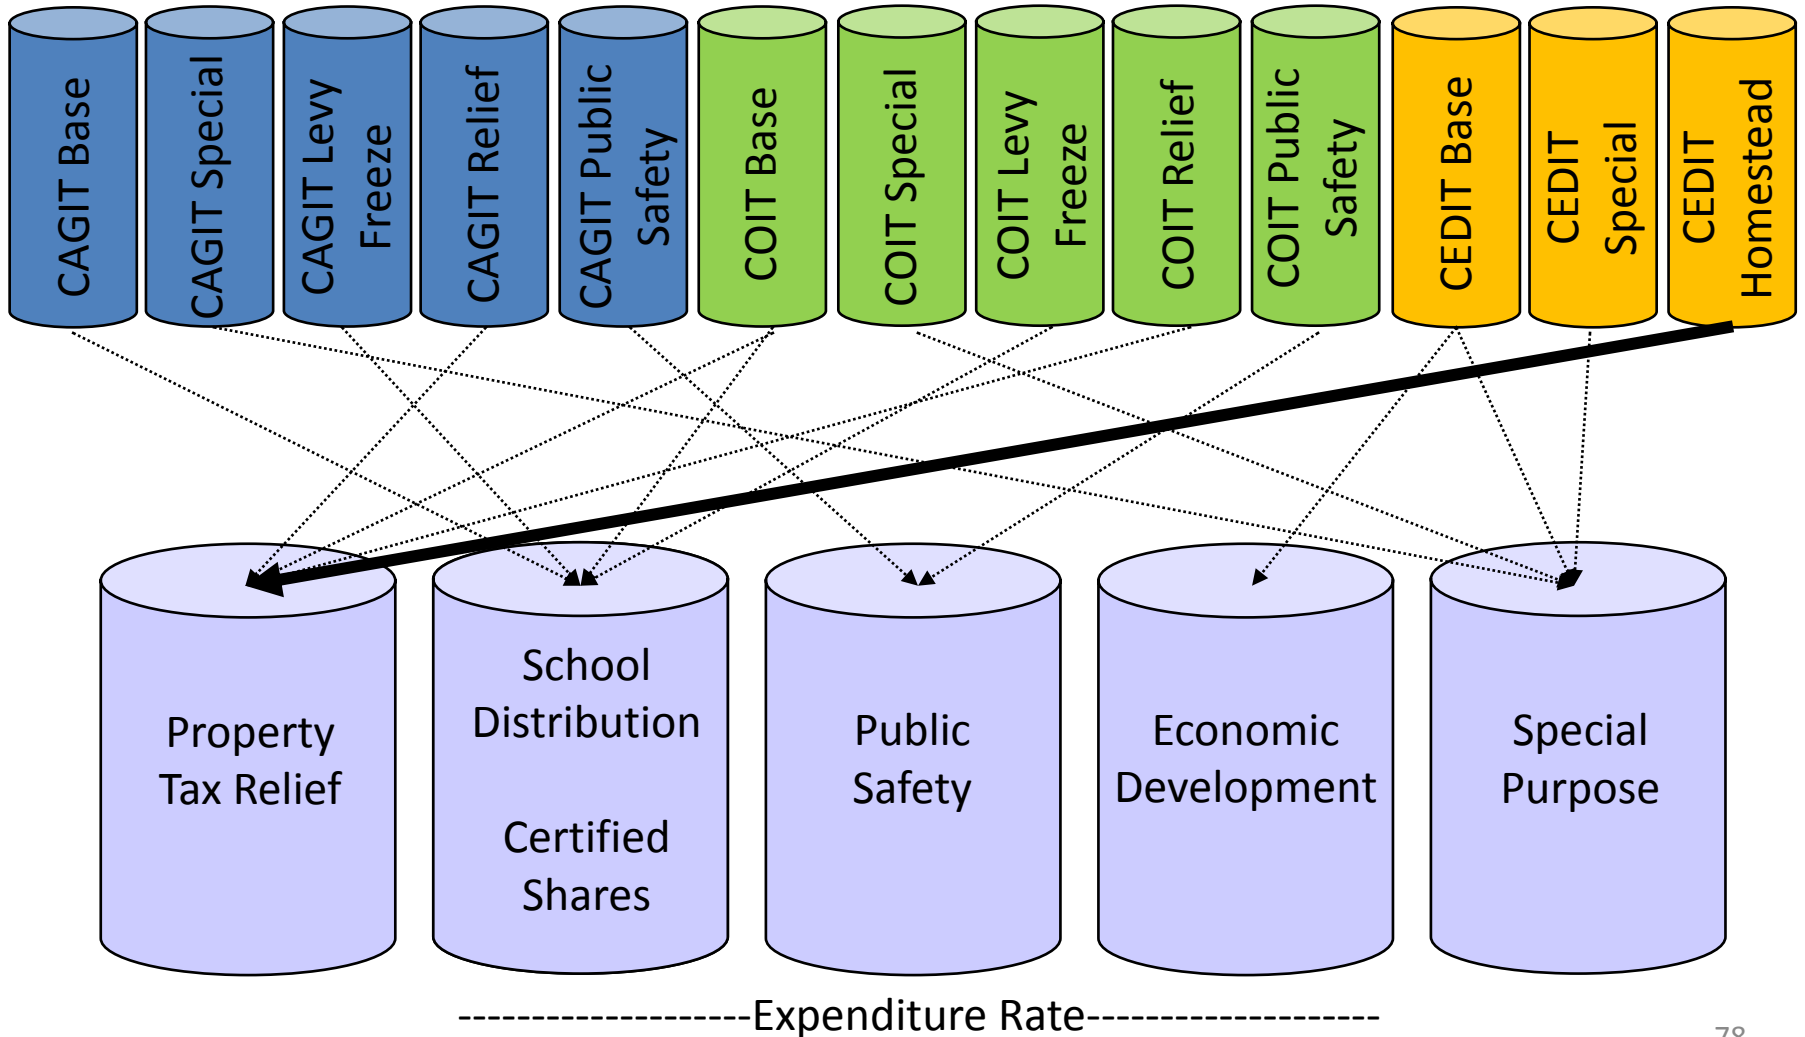 CAGIT Base
CAGIT Special
CAGIT Levy
Freeze
CAGIT Relief
CAGIT Public
Safety
COIT Base
COIT Special
COIT Levy
Freeze
COIT Relief
COIT Public
Safety
CEDIT Base
CEDIT
Special
CEDIT
Homestead
Property
Tax Relief
School
Distribution
Certified
Shares
Public
Safety
Economic
Development
Special
Purpose
--------------------Expenditure Rate--------------------
78